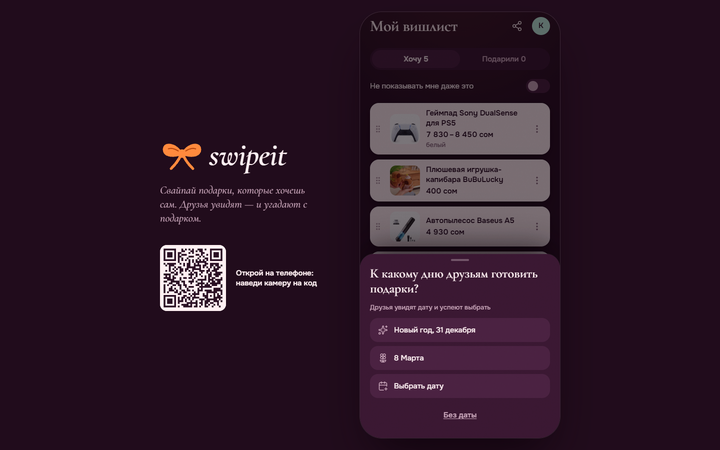 swipeit
Свайпай подарки, которые хочешь
сам. Друзья увидят — и угадают с
подарком.
Открой на телефоне:
наведи камеру на код
Мой вишлист
К
Хочу 5
Подарили 0
Не показывать мне даже это
Геймпад Sony DualSense
для PS5
7 830 – 8 450 сом
белый
Плюшевая игрушка-
капибара BuBuLucky
400 сом
Автопылесос Baseus A5
4 930 сом
К какому дню друзьям готовить
подарки?
Друзья увидят дату и успеют выбрать
Новый год, 31 декабря
8 Марта
Выбрать дату
Без даты